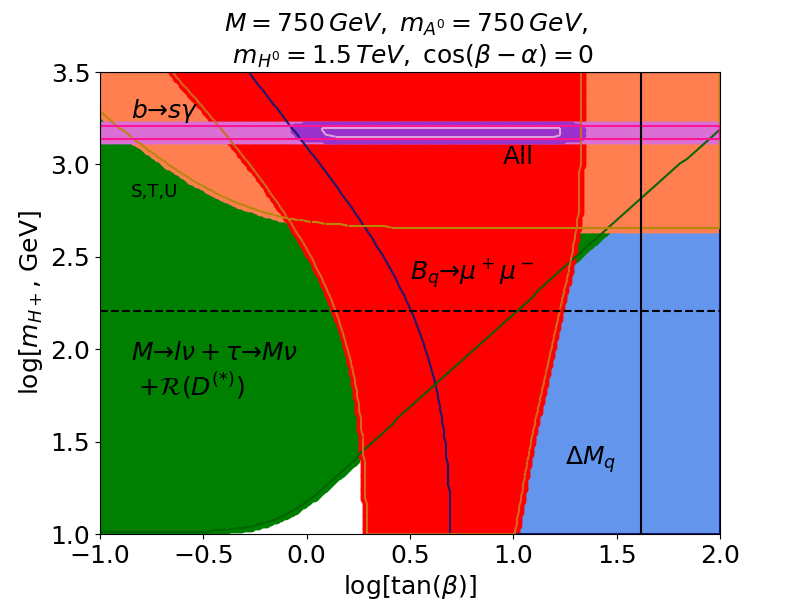 M = 750 GeV, m_{A^0} = 750 GeV,
m_{H^0} = 1.5 TeV, cos(β − α) = 0
3.5
b→sγ
All
3.0
S,T,U
2.5
B_q→μ^+μ^−
log[m_{H+}, GeV]
2.0
M→lν + τ→Mν
+ℛ(D^{(*)})
1.5
ΔM_q
1.0
−1.0 −0.5 0.0 0.5 1.0 1.5 2.0
log[tan(β)]